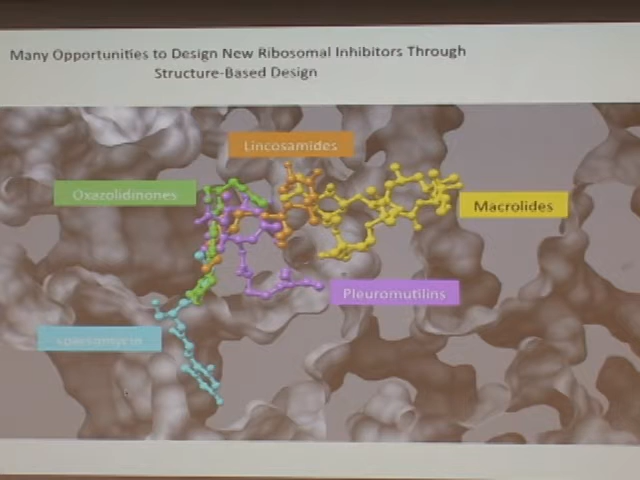 Many Opportunities to Design New Ribosomal Inhibitors Through
Structure-Based Design
Lincosamides
Oxazolidinones
Macrolides
Pleuromutilins